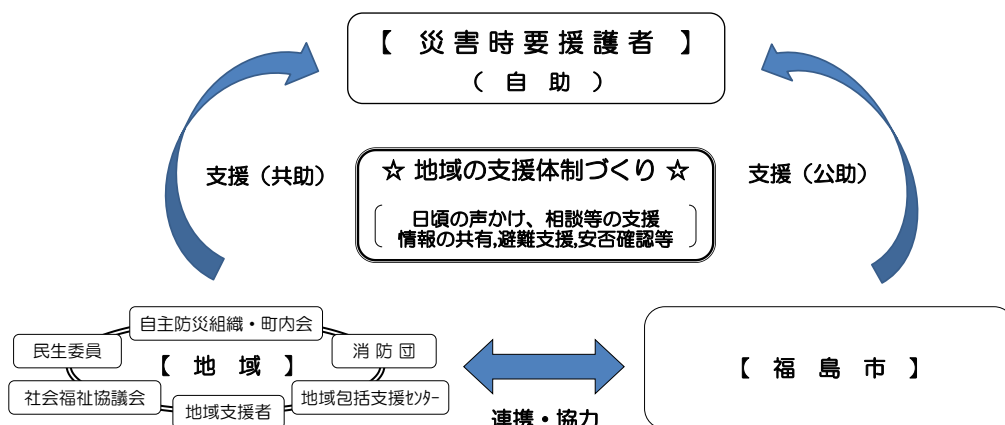 【 災害時要援護者 】
（ 自 助 ）
支援（共助）
☆ 地域の支援体制づくり ☆
日頃の声かけ、相談等の支援
情報の共有,避難支援,安否確認等
支援（公助）
自主防災組織・町内会
民生委員
【 地 域 】
消 防 団
社会福祉協議会
地域支援者
地域包括支援ｾﾝﾀｰ
連携・協力
【 福 島 市 】